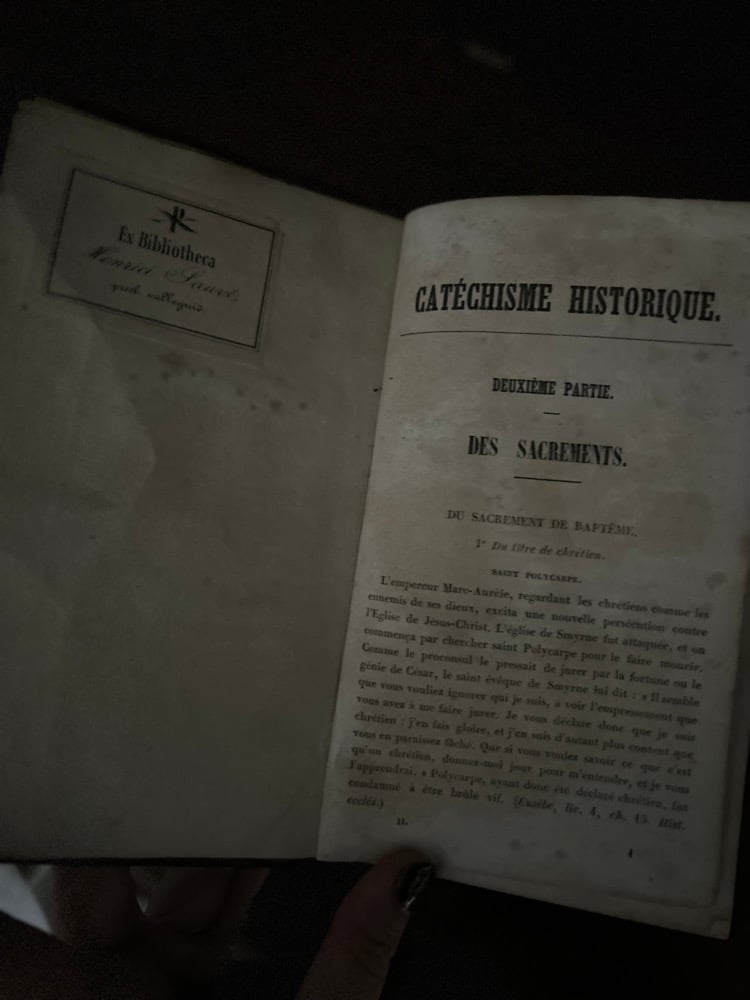 Ex Bibliotheca
Henrici Sauvé
CATÉCHISME HISTORIQUE.
DEUXIÈME PARTIE.
DES SACREMENTS.
DU SACREMENT DE BAPTÊME.
1º Du titre de chrétien.
SAINT POLYCARPE.
L'empereur Marc-Aurèle, regardant les chrétiens comme les
ennemis de ses dieux, excita une nouvelle persécution contre
l'Eglise de Jésus-Christ. L'église de Smyrne fut attaquée, et on
commença par chercher saint Polycarpe pour le faire mourir.
Comme le proconsul le pressait de jurer par la fortune ou le
génie de César, le saint évêque de Smyrne lui dit : « Il semble
que vous vouliez ignorer qui je suis, à voir l'empressement que
vous avez à me faire jurer. Je vous déclare donc que je suis
chrétien : j'en fais gloire, et j'en suis d'autant plus content que
vous en paraissez fâché. Que si vous voulez savoir ce que c'est
qu'un chrétien, donnez-moi jour pour m'entendre, et je vous
l'apprendrai. » Polycarpe, ayant donc été déclaré chrétien, fut
condamné à être brûlé vif. (Eusèbe, liv. 4, ch. 15. Hist.
ecclés.)
II. 1